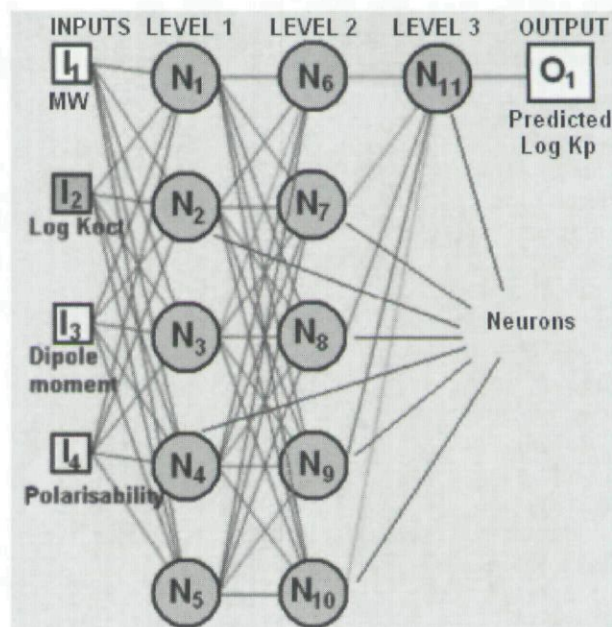 INPUTS LEVEL 1 LEVEL 2 LEVEL 3 OUTPUT
I1 N1 N6 N11 O1
MW
Predicted
Log Kp
I2 N2 N7
Log Koct
I3 N3 N8 Neurons
Dipole
moment
I4 N4 N9
Polarisability
N5 N10